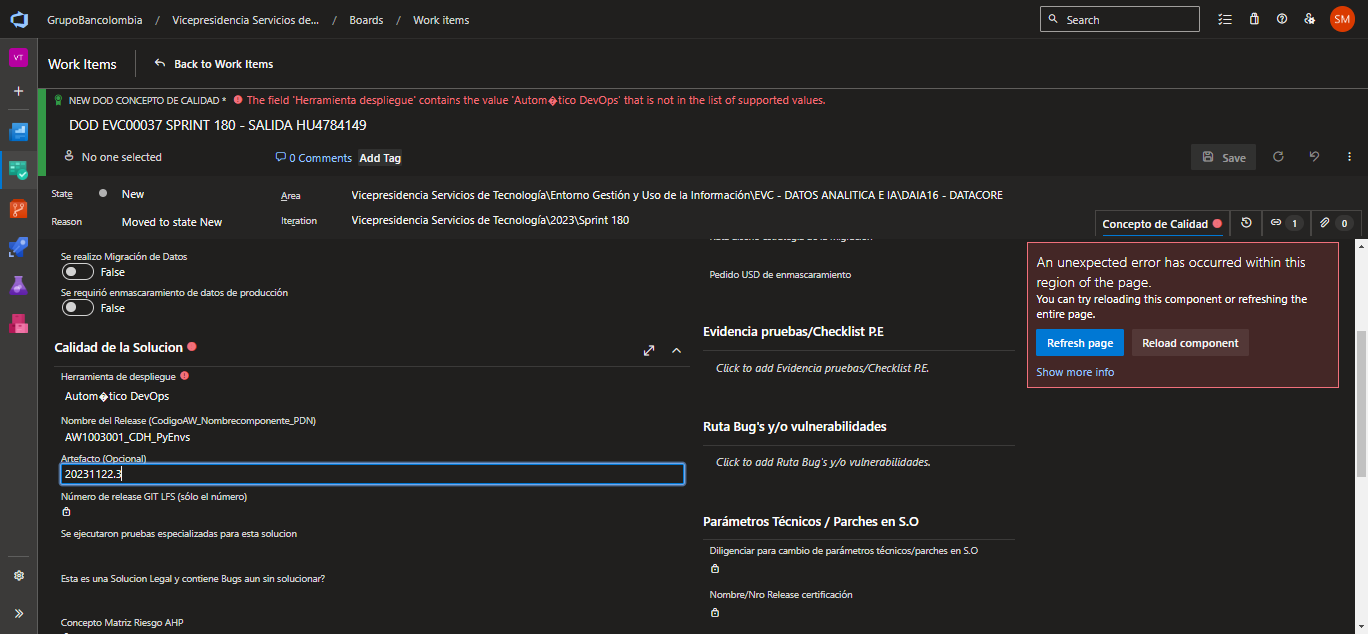 GrupoBancolombia / Vicepresidencia Servicios de... / Boards / Work items
Search
SM
VT
Work Items
Back to Work Items
NEW DOD CONCEPTO DE CALIDAD *
The field 'Herramienta despliegue' contains the value 'Autom�tico DevOps' that is not in the list of supported values.
DOD EVC00037 SPRINT 180 - SALIDA HU4784149
No one selected
0 Comments
Add Tag
Save
State
New
Area
Vicepresidencia Servicios de Tecnología\Entorno Gestión y Uso de la Información\EVC - DATOS ANALITICA E IA\DAIA16 - DATACORE
Reason
Moved to state New
Iteration
Vicepresidencia Servicios de Tecnología\2023\Sprint 180
Concepto de Calidad
1
0
Se realizo Migración de Datos
False
Se requirió enmascaramiento de datos de producción
False
Calidad de la Solucion
Herramienta de despliegue
Autom�tico DevOps
Nombre del Release (CodigoAW_Nombrecomponente_PDN)
AW1003001_CDH_PyEnvs
Artefacto (Opcional)
20231122.3
Número de release GIT LFS (sólo el número)
Se ejecutaron pruebas especializadas para esta solucion
Esta es una Solucion Legal y contiene Bugs aun sin solucionar?
Concepto Matriz Riesgo AHP
Pedido USD de enmascaramiento
Evidencia pruebas/Checklist P.E
Click to add Evidencia pruebas/Checklist P.E.
Ruta Bug's y/o vulnerabilidades
Click to add Ruta Bug's y/o vulnerabilidades.
Parámetros Técnicos / Parches en S.O
Diligenciar para cambio de parámetros técnicos/parches en S.O
Nombre/Nro Release certificación
An unexpected error has occurred within this
region of the page.
You can try reloading this component or refreshing the
entire page.
Refresh page
Reload component
Show more info